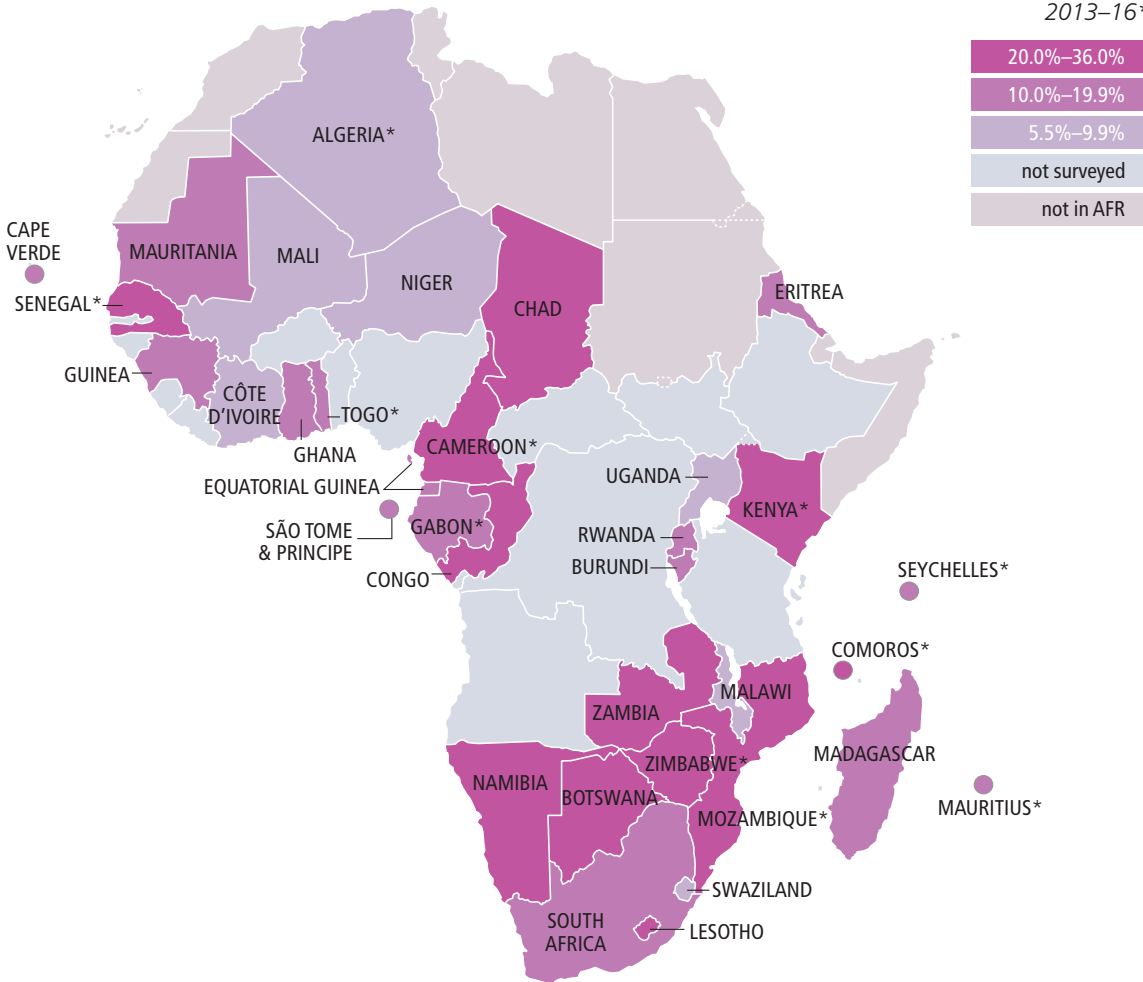 2013–16*
20.0%–36.0%
10.0%–19.9%
5.5%–9.9%
not surveyed
not in AFR
ALGERIA*
CAPE
VERDE
MAURITANIA
MALI
NIGER
CHAD
ERITREA
SENEGAL*
GUINEA
CÔTE
D'IVOIRE
TOGO*
GHANA
CAMEROON*
EQUATORIAL GUINEA
UGANDA
KENYA*
SÃO TOME
& PRINCIPE
GABON*
RWANDA
BURUNDI
CONGO
SEYCHELLES*
COMOROS*
MALAWI
ZAMBIA
MADAGASCAR
ZIMBABWE*
NAMIBIA
BOTSWANA
MAURITIUS*
MOZAMBIQUE*
SWAZILAND
SOUTH
AFRICA
LESOTHO